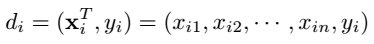 $d_i = (\mathbf{x}_i^T, y_i) = (x_{i1}, x_{i2}, \cdots, x_{in}, y_i)$